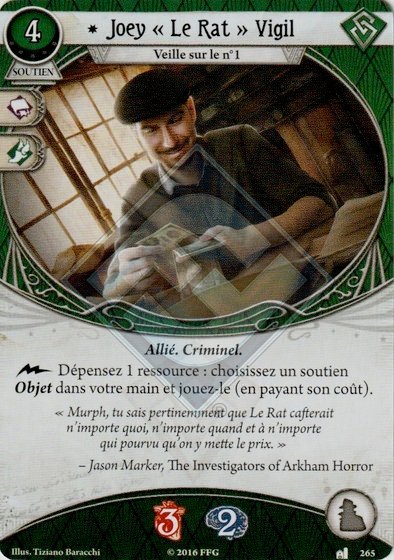 4
SOUTIEN
* Joey « Le Rat » Vigil
Veille sur le n°1
Allié. Criminel.
Dépensez 1 ressource : choisissez un soutien
Objet dans votre main et jouez-le (en payant son coût).
« Murph, tu sais pertinemment que Le Rat cafterait
n'importe quoi, n'importe quand et à n'importe
qui pourvu qu'on y mette le prix. »
– Jason Marker, The Investigators of Arkham Horror
3
2
Illus. Tiziano Baracchi
© 2016 FFG
265